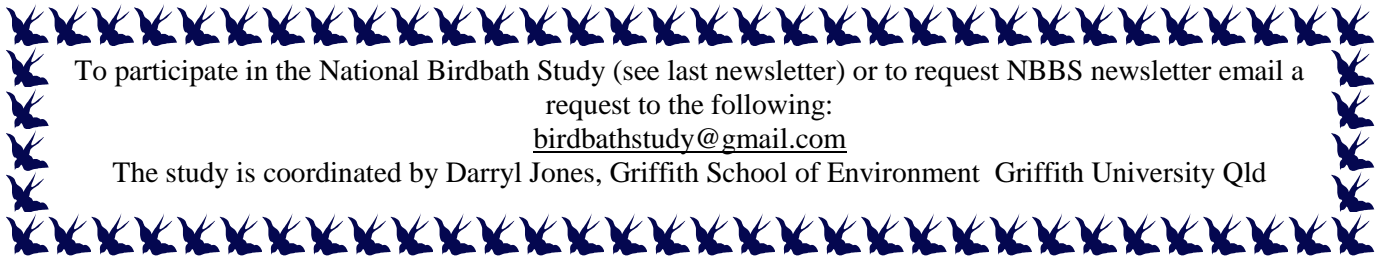 To participate in the National Birdbath Study (see last newsletter) or to request NBBS newsletter email a
request to the following:
birdbathstudy@gmail.com
The study is coordinated by Darryl Jones, Griffith School of Environment  Griffith University Qld